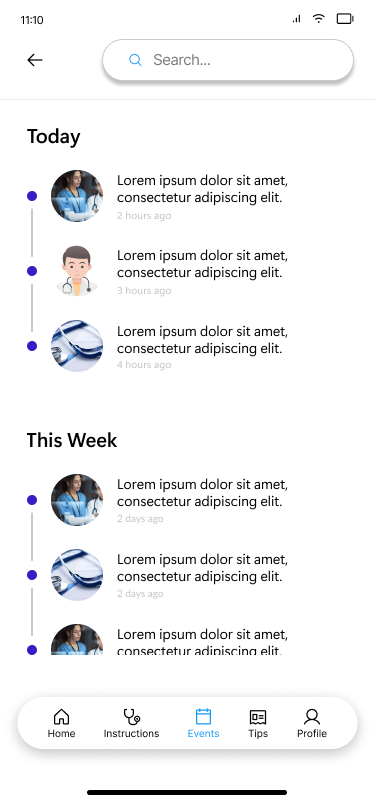 11:10
Search...
Today
Lorem ipsum dolor sit amet,
consectetur adipiscing elit.
2 hours ago
Lorem ipsum dolor sit amet,
consectetur adipiscing elit.
3 hours ago
Lorem ipsum dolor sit amet,
consectetur adipiscing elit.
4 hours ago
This Week
Lorem ipsum dolor sit amet,
consectetur adipiscing elit.
2 days ago
Lorem ipsum dolor sit amet,
consectetur adipiscing elit.
2 days ago
Lorem ipsum dolor sit amet,
consectetur adipiscing elit.
Home
Instructions
Events
Tips
Profile